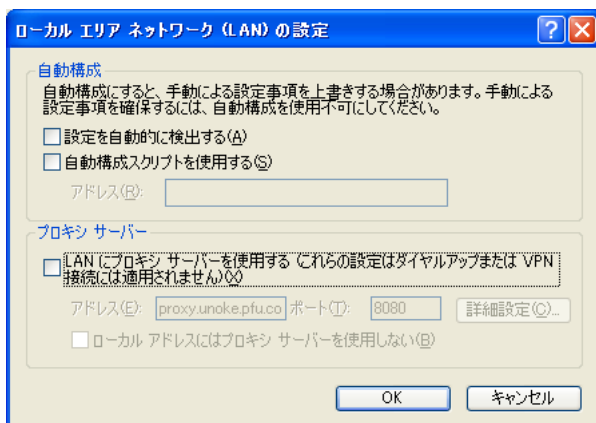 ローカル エリア ネットワーク (LAN) の設定
自動構成
自動構成にすると、手動による設定事項を上書きする場合があります。手動による
設定事項を確保するには、自動構成を使用不可にしてください。
設定を自動的に検出する(A)
自動構成スクリプトを使用する(S)
アドレス(R):
プロキシ サーバー
LAN にプロキシ サーバーを使用する (これらの設定はダイヤルアップまたは VPN
接続には適用されません)(X)
アドレス(E): proxy.unoke.pfu.co ポート(T): 8080 詳細設定(C)...
ローカル アドレスにはプロキシ サーバーを使用しない(B)
OK キャンセル